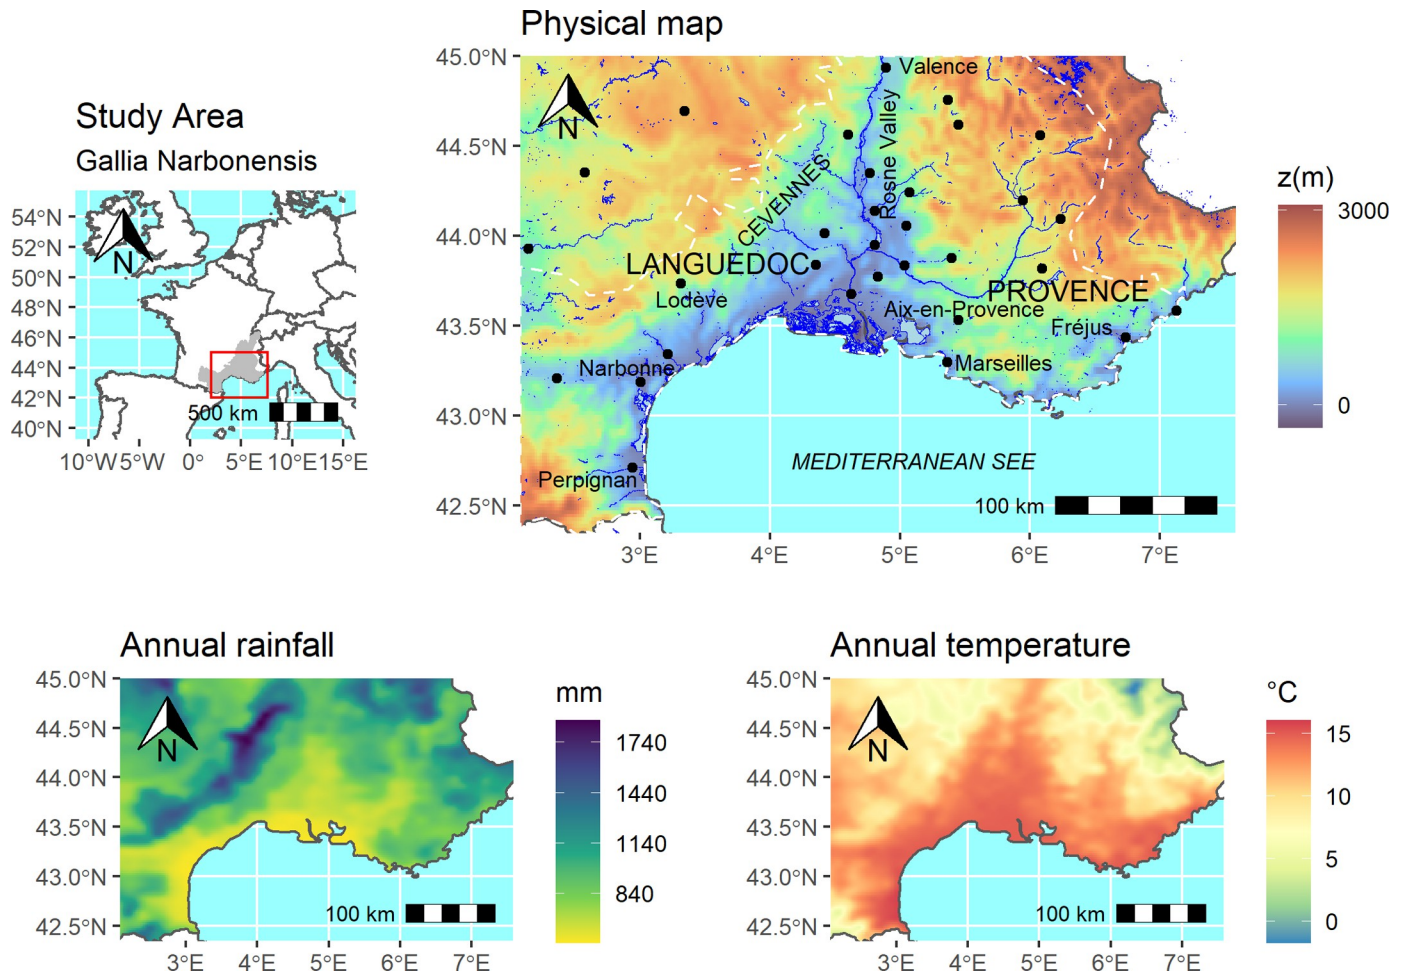 Physical map
45.0°N
44.5°N
44.0°N
43.5°N
43.0°N
42.5°N
N
Valence
Rosne Valley
CEVENNES
LANGUEDOC
Lodève
PROVENCE
Aix-en-Provence
Fréjus
Narbonne
Marseilles
Perpignan
MEDITERRANEAN SEE
100 km
3°E
4°E
5°E
6°E
7°E
z(m)
3000
0
Study Area
Gallia Narbonensis
54°N
52°N
50°N
48°N
46°N
44°N
42°N
40°N
N
500 km
10°W5°W 0° 5°E 10°E15°E
Annual rainfall
45.0°N
44.5°N
44.0°N
43.5°N
43.0°N
42.5°N
N
100 km
3°E 4°E 5°E 6°E 7°E
mm
1740
1440
1140
840
Annual temperature
45.0°N
44.5°N
44.0°N
43.5°N
43.0°N
42.5°N
N
100 km
3°E 4°E 5°E 6°E 7°E
°C
15
10
5
0